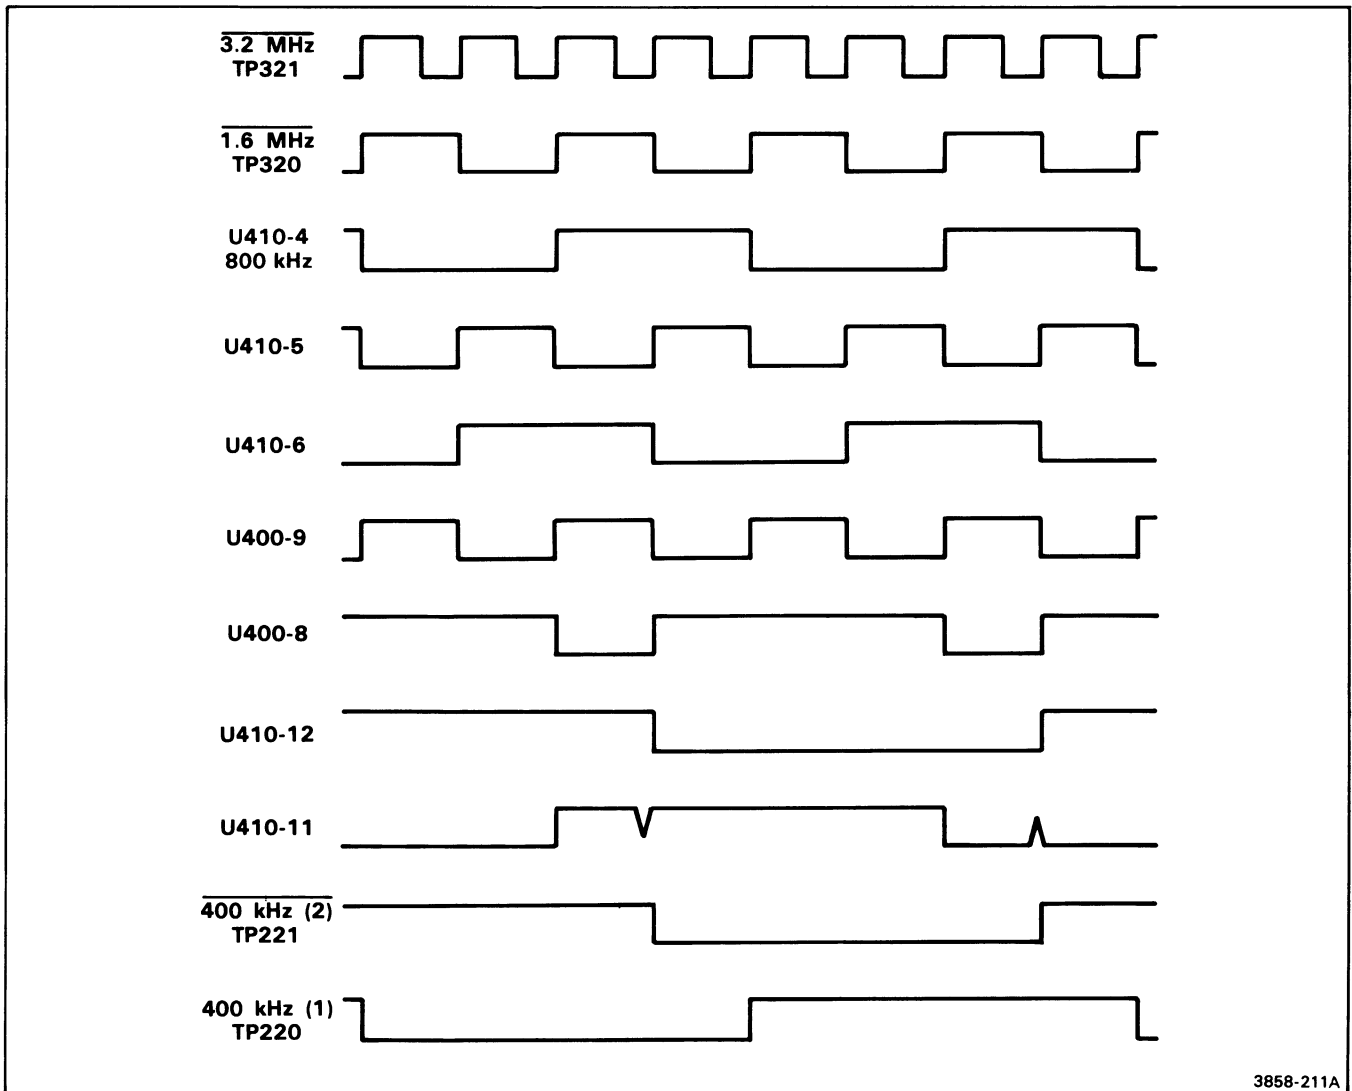 3.2 MHz
TP321
1.6 MHz
TP320
U410-4
800 kHz
U410-5
U410-6
U400-9
U400-8
U410-12
U410-11
400 kHz (2)
TP221
400 kHz (1)
TP220
3858-211A